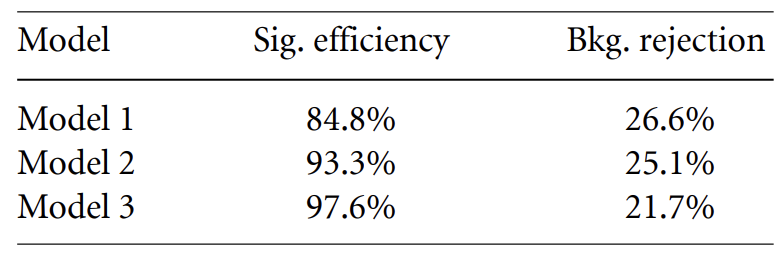 Model Sig. efficiency Bkg. rejection
Model 1 84.8% 26.6%
Model 2 93.3% 25.1%
Model 3 97.6% 21.7%